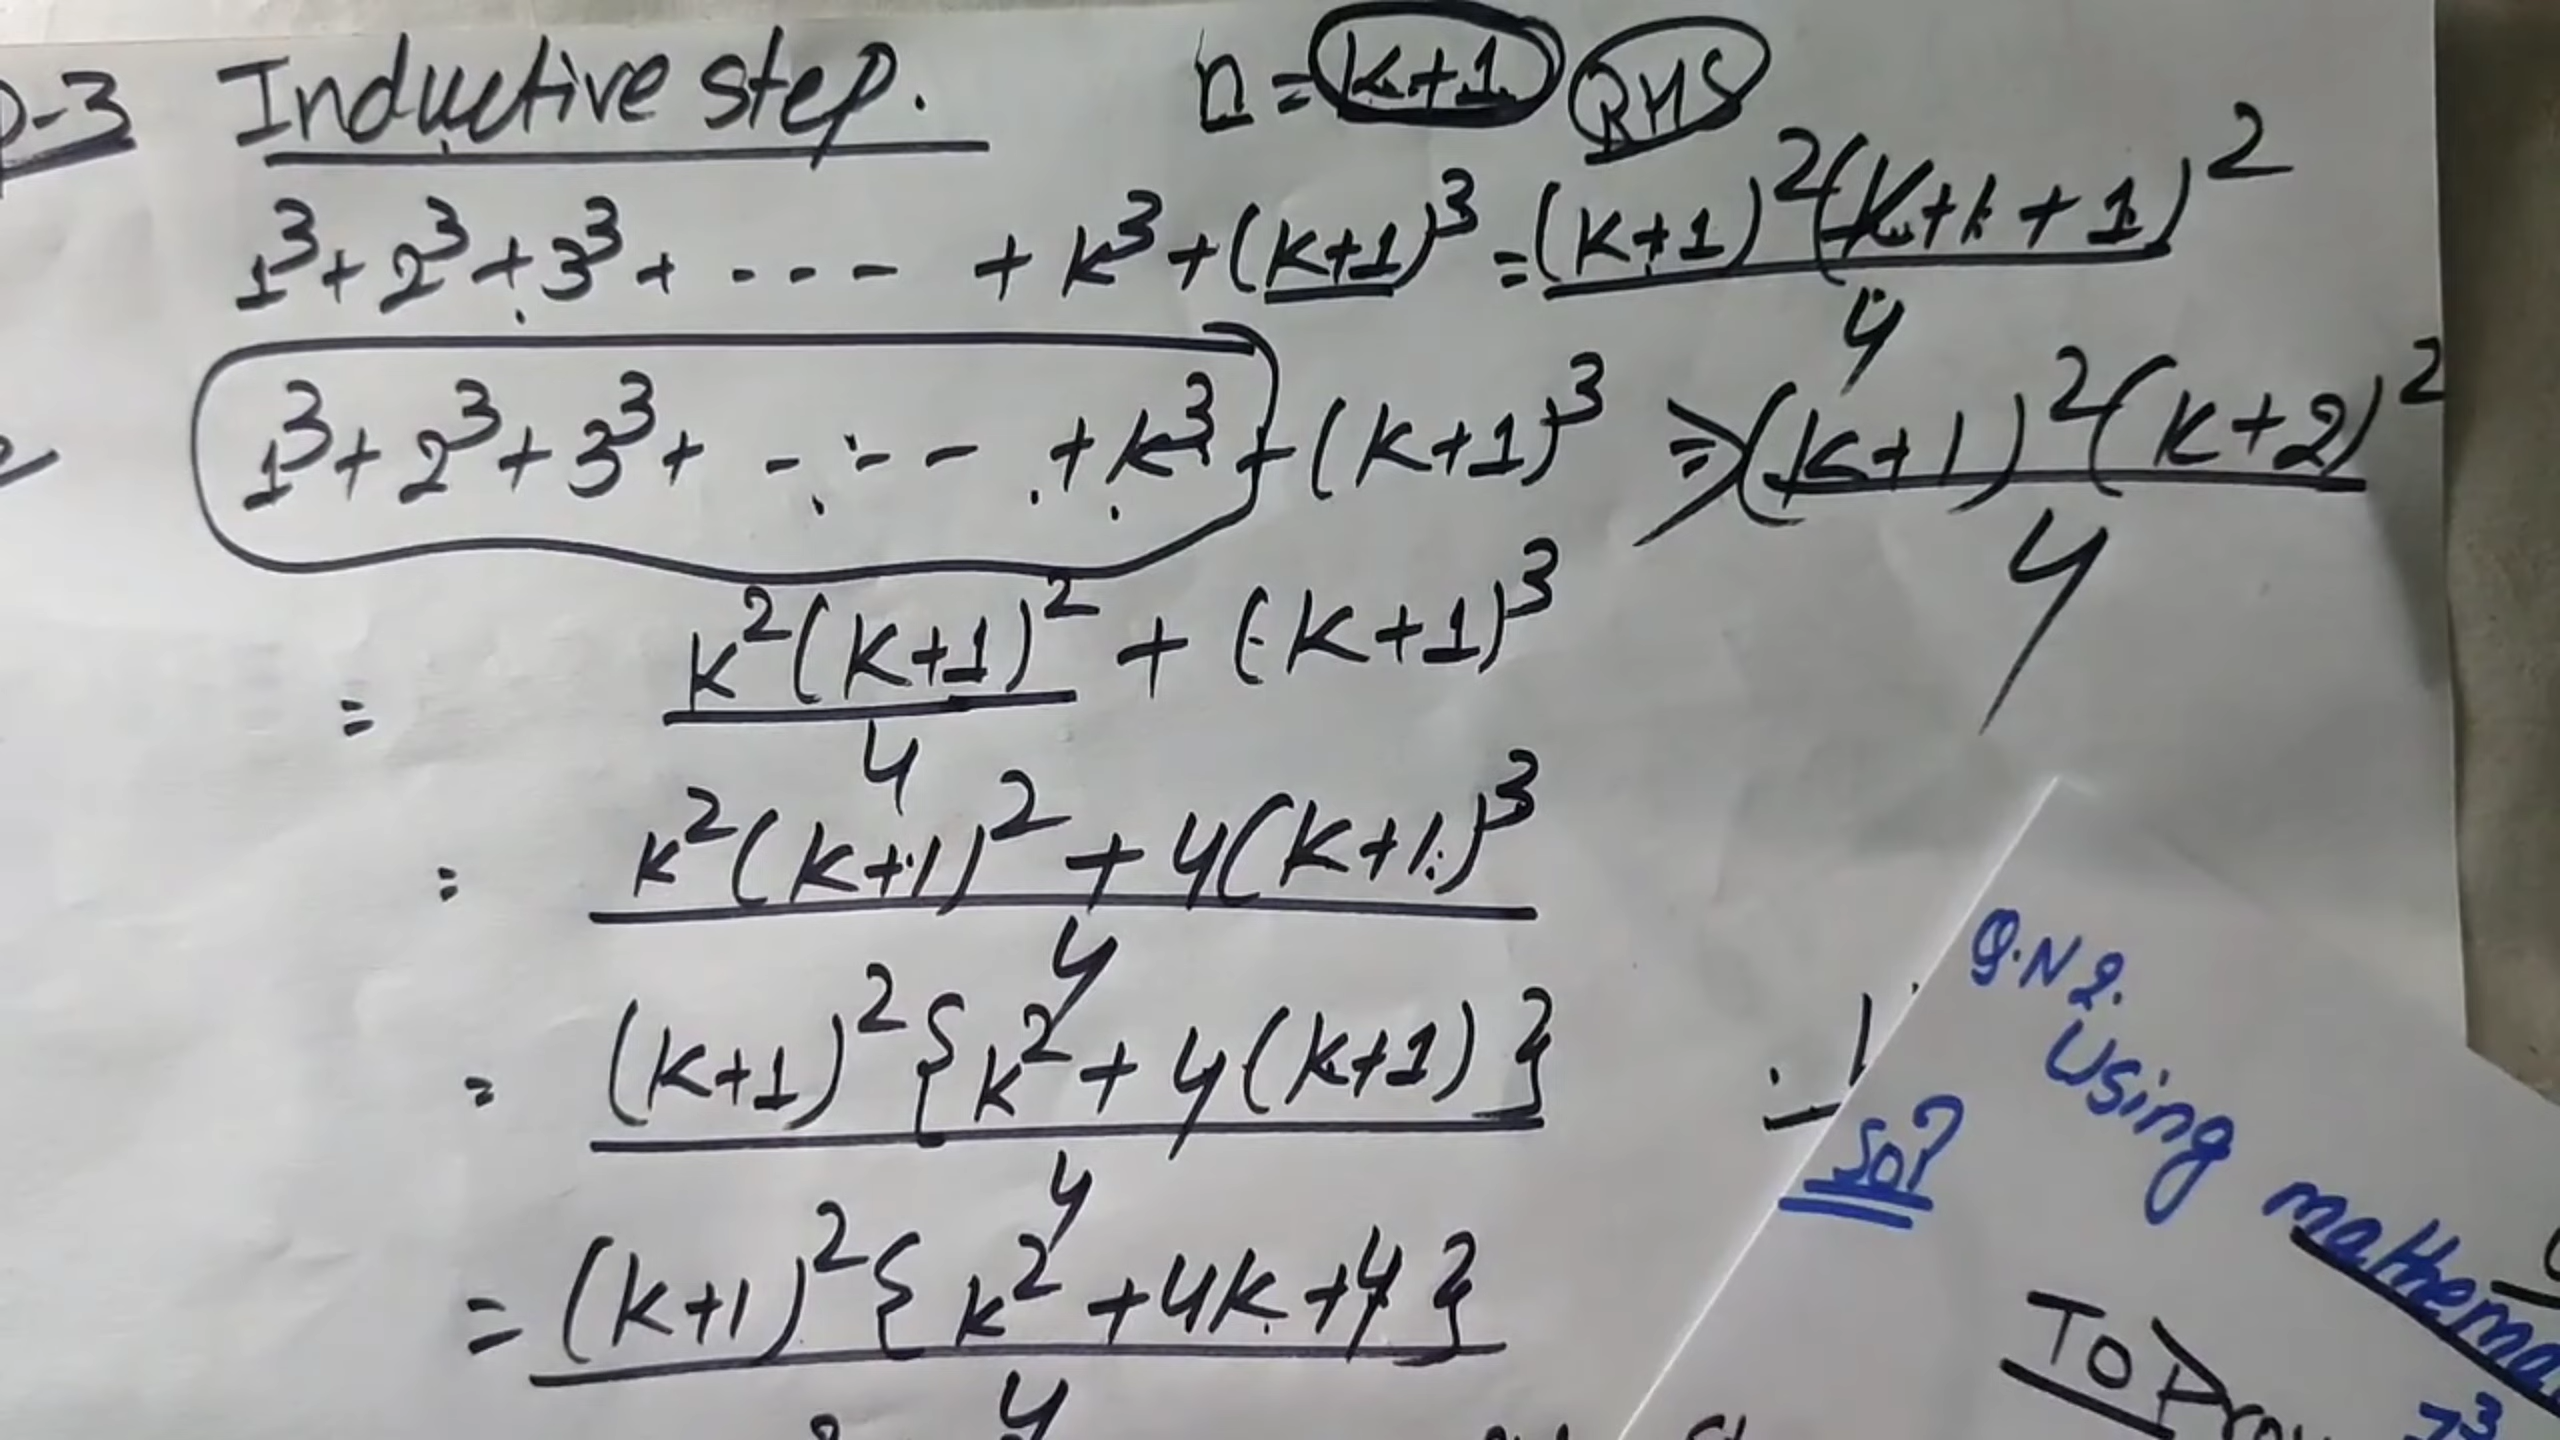 p-3 Inductive step. n = k+1 RHS
1³ + 2³ + 3³ + - - - - + k³ + (k+1)³ = (k+1)²(k+1+1)² / 4
1³ + 2³ + 3³ + - - - - + k³ + (k+1)³ ⇒ (k+1)²(k+2)² / 4
= k²(k+1)² / 4 + (k+1)³
= k²(k+1)² + 4(k+1)³ / 4
= (k+1)² { k² + 4(k+1) } / 4
= (k+1)² { k² + 4k + 4 } / 4
Q.N 2.
Using mathema
Sol
To Prov